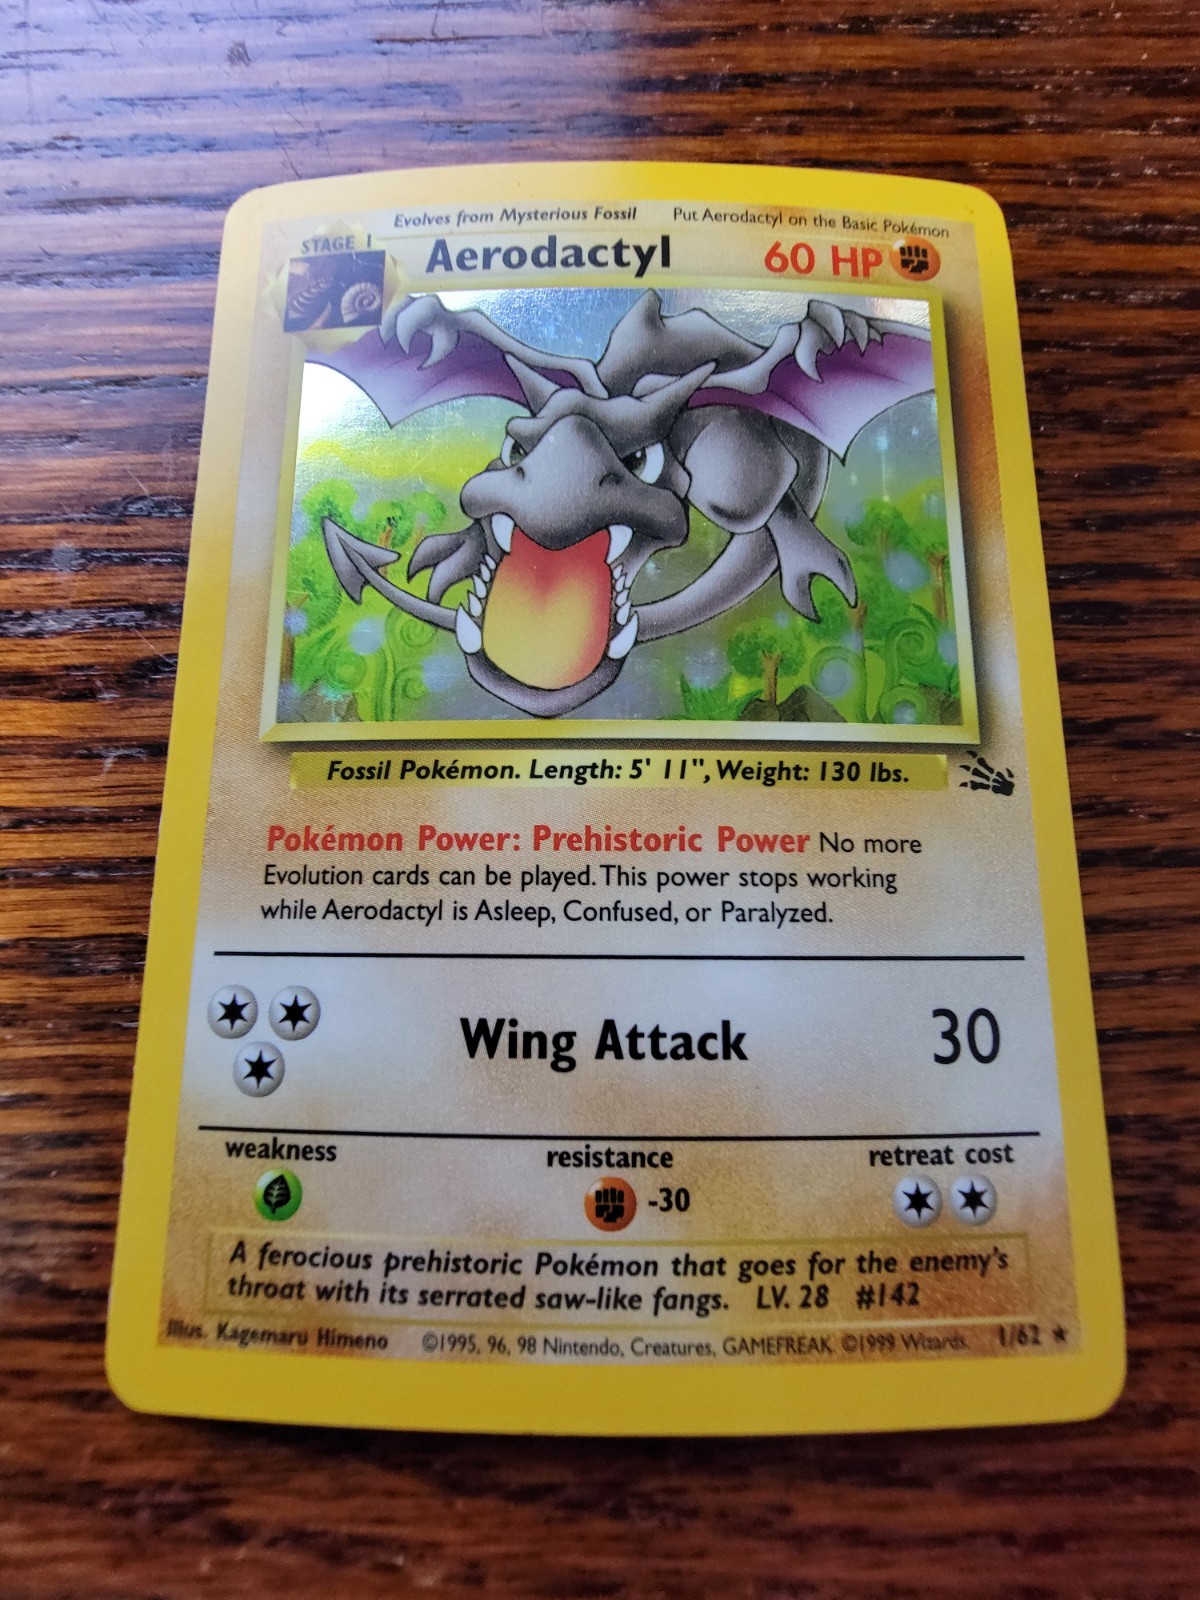 Evolves from Mysterious Fossil Put Aerodactyl on the Basic Pokémon
STAGE 1
Aerodactyl 60 HP
Fossil Pokémon. Length: 5' 11", Weight: 130 lbs.
Pokémon Power: Prehistoric Power No more
Evolution cards can be played. This power stops working
while Aerodactyl is Asleep, Confused, or Paralyzed.
Wing Attack 30
weakness resistance retreat cost
-30
A ferocious prehistoric Pokémon that goes for the enemy's
throat with its serrated saw-like fangs. LV. 28 #142
Illus. Kagemaru Himeno ©1995, 96, 98 Nintendo, Creatures, GAMEFREAK. ©1999 Wizards. 1/62 ★